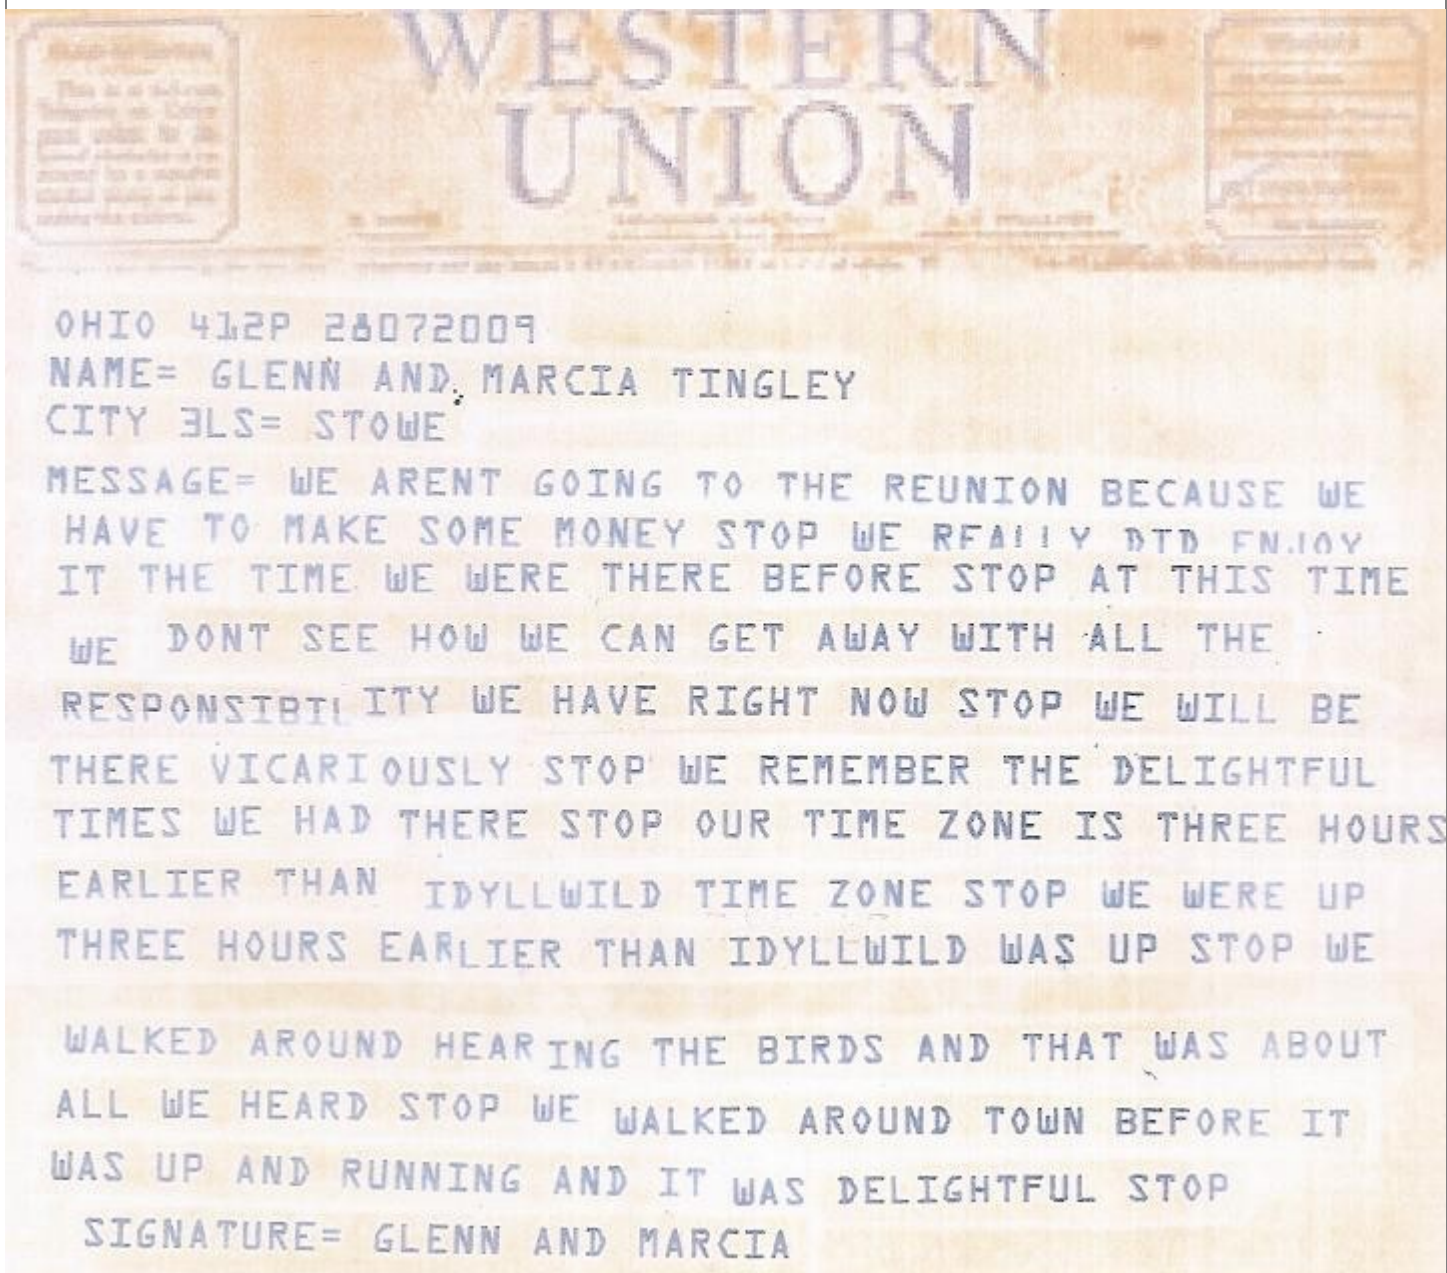 WESTERN
UNION
OHIO 412P 28072009
NAME= GLENN AND MARCIA TINGLEY
CITY ELS= STOWE
MESSAGE= WE ARENT GOING TO THE REUNION BECAUSE WE
HAVE TO MAKE SOME MONEY STOP WE REALLY DID ENJOY
IT THE TIME WE WERE THERE BEFORE STOP AT THIS TIME
WE DONT SEE HOW WE CAN GET AWAY WITH ALL THE
RESPONSIBILITY WE HAVE RIGHT NOW STOP WE WILL BE
THERE VICARIOUSLY STOP WE REMEMBER THE DELIGHTFUL
TIMES WE HAD THERE STOP OUR TIME ZONE IS THREE HOURS
EARLIER THAN IDYLLWILD TIME ZONE STOP WE WERE UP
THREE HOURS EARLIER THAN IDYLLWILD WAS UP STOP WE
WALKED AROUND HEARING THE BIRDS AND THAT WAS ABOUT
ALL WE HEARD STOP WE WALKED AROUND TOWN BEFORE IT
WAS UP AND RUNNING AND IT WAS DELIGHTFUL STOP
SIGNATURE= GLENN AND MARCIA